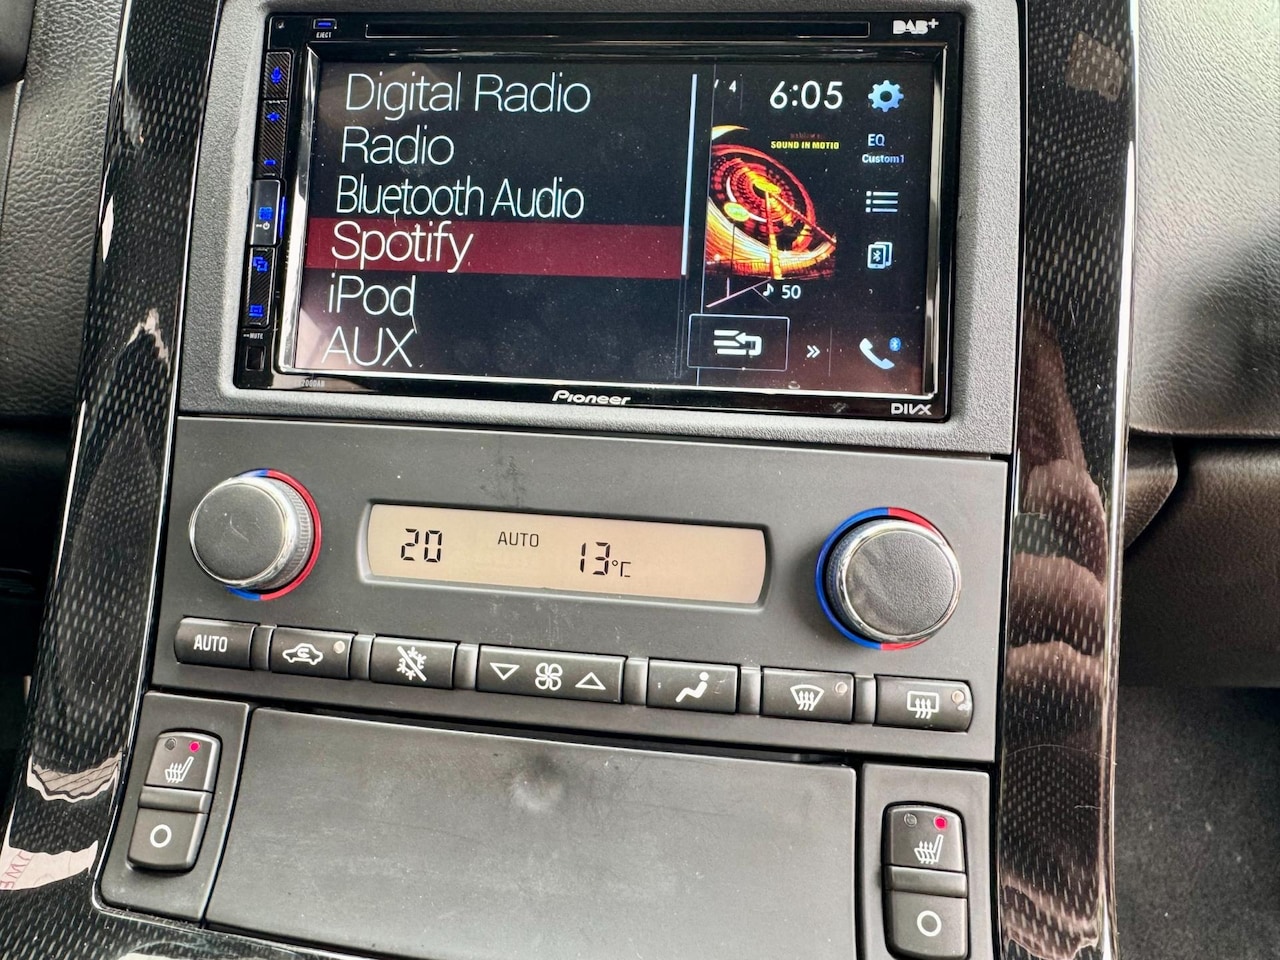 EJECT
DAB+
Digital Radio
Radio
Bluetooth Audio
Spotify
iPod
AUX
4
6:05
SOUND IN MOTIO
EQ
Custom1
50
MUTE
Pioneer
DIVX
20
AUTO
13°C
AUTO